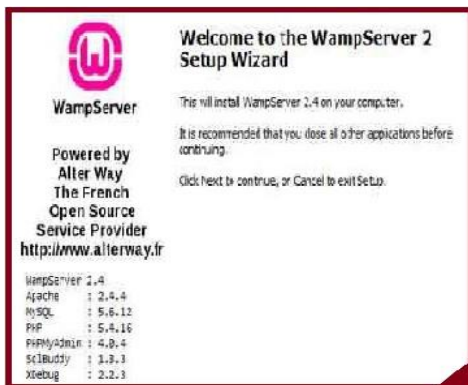 WampServer
Powered by
Alter Way
The French
Open Source
Service Provider
http://www.alterway.fr
WampServer 2.4
Apache : 2.4.4
MySQL : 5.6.12
PHP : 5.4.16
PHPMyAdmin : 4.0.4
SqlBuddy : 1.3.3
XDebug : 2.2.3
Welcome to the WampServer 2
Setup Wizard
This will install WampServer 2.4 on your computer.
It is recommended that you close all other applications before
continuing.
Click Next to continue, or Cancel to exit Setup.